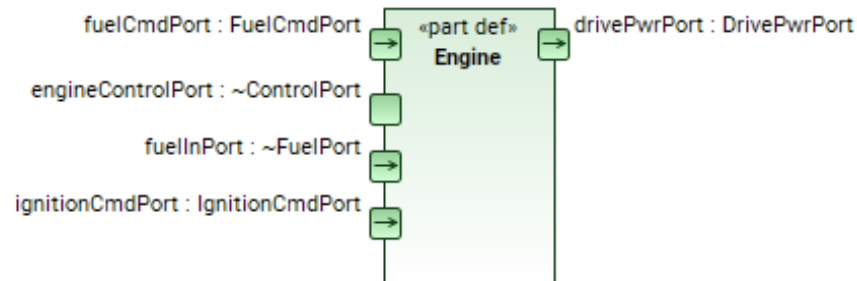 fuelCmdPort : FuelCmdPort
«part def»
Engine
drivePwrPort : DrivePwrPort
engineControlPort : ~ControlPort
fuelInPort : ~FuelPort
ignitionCmdPort : IgnitionCmdPort